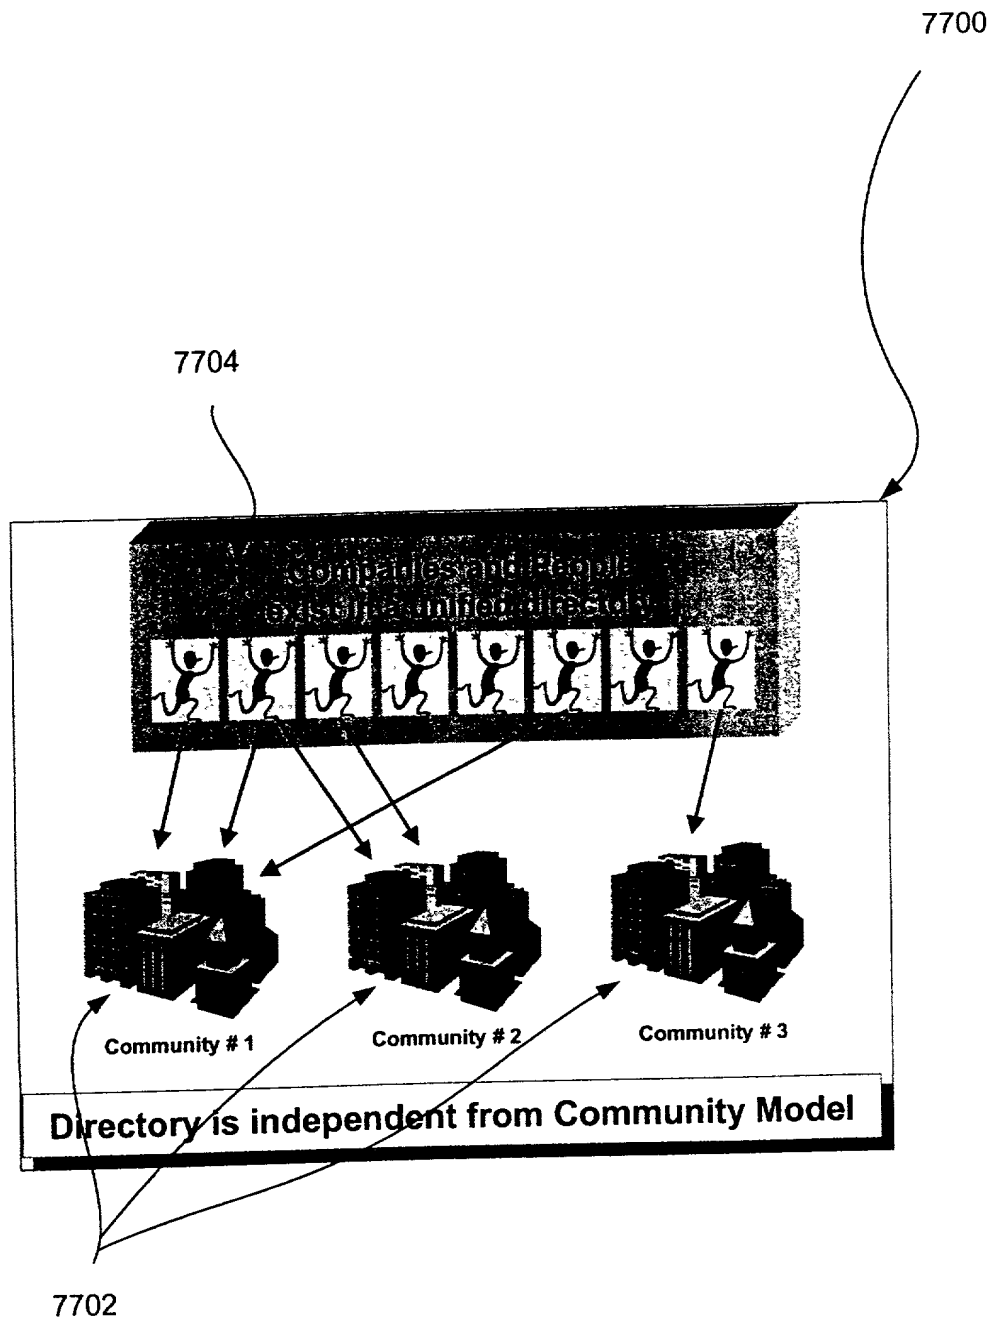 7700
7704
Companies and People
exist in a unified directory
Community # 1
Community # 2
Community # 3
Directory is independent from Community Model
7702